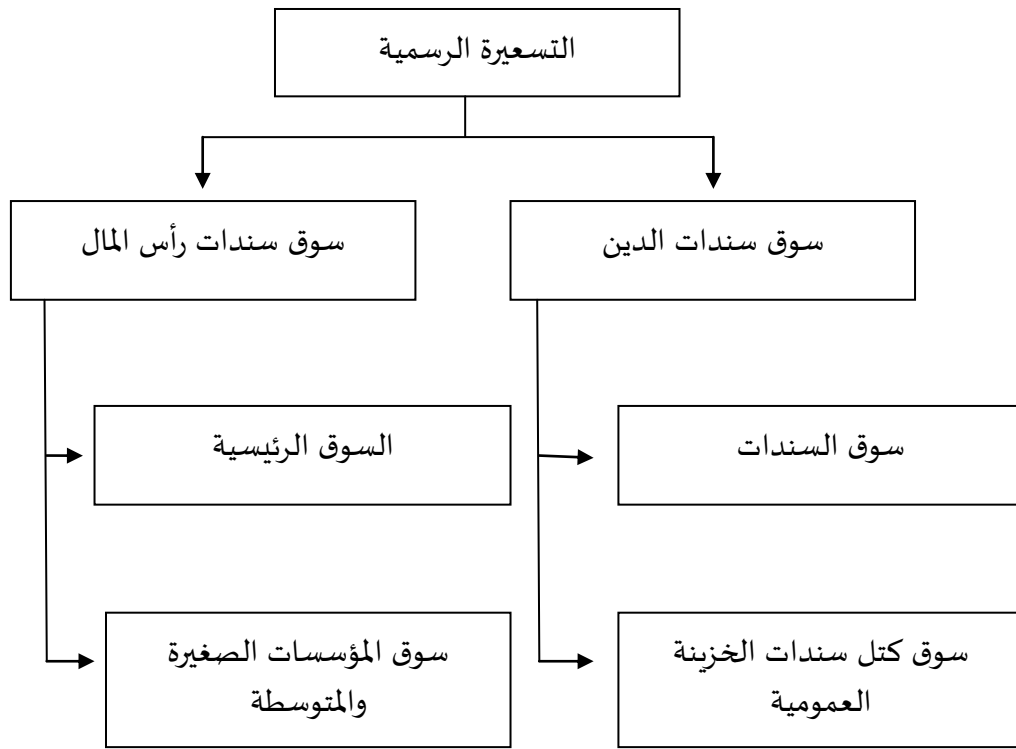 التسعيرة الرسمية
سوق سندات الدين
سوق سندات رأس المال
سوق السندات
السوق الرئيسية
سوق كتل سندات الخزينة
العمومية
سوق المؤسسات الصغيرة
والمتوسطة